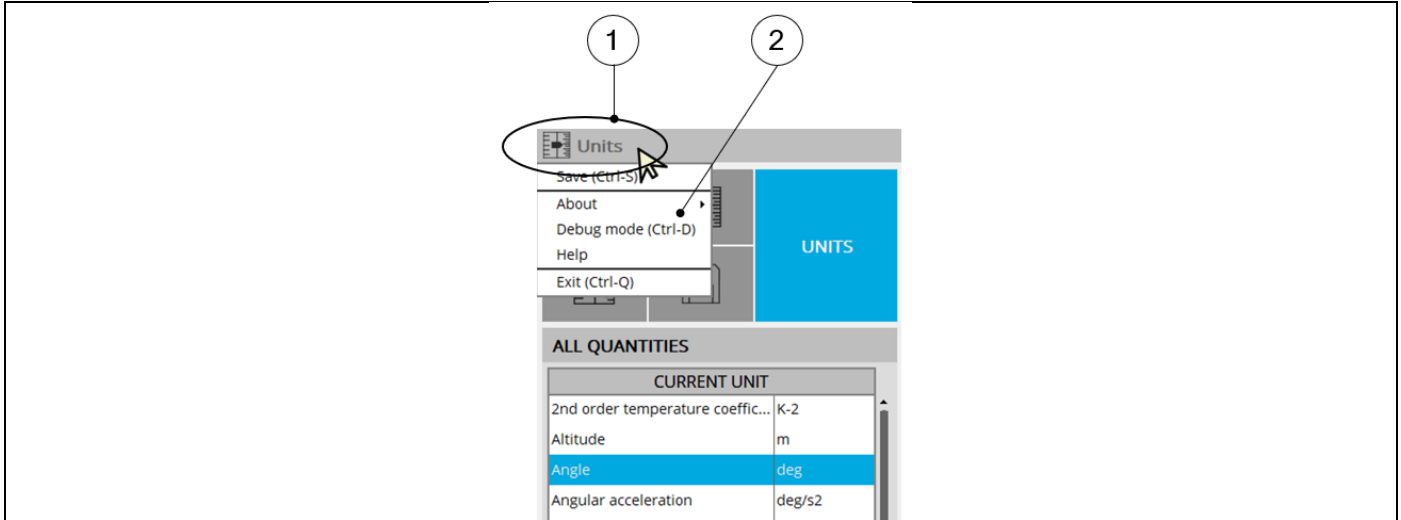 1
2
Units
Save (Ctrl-S)
About
Debug mode (Ctrl-D)
Help
Exit (Ctrl-Q)
UNITS
ALL QUANTITIES
CURRENT UNIT
2nd order temperature coeffic... K-2
Altitude m
Angle deg
Angular acceleration deg/s2